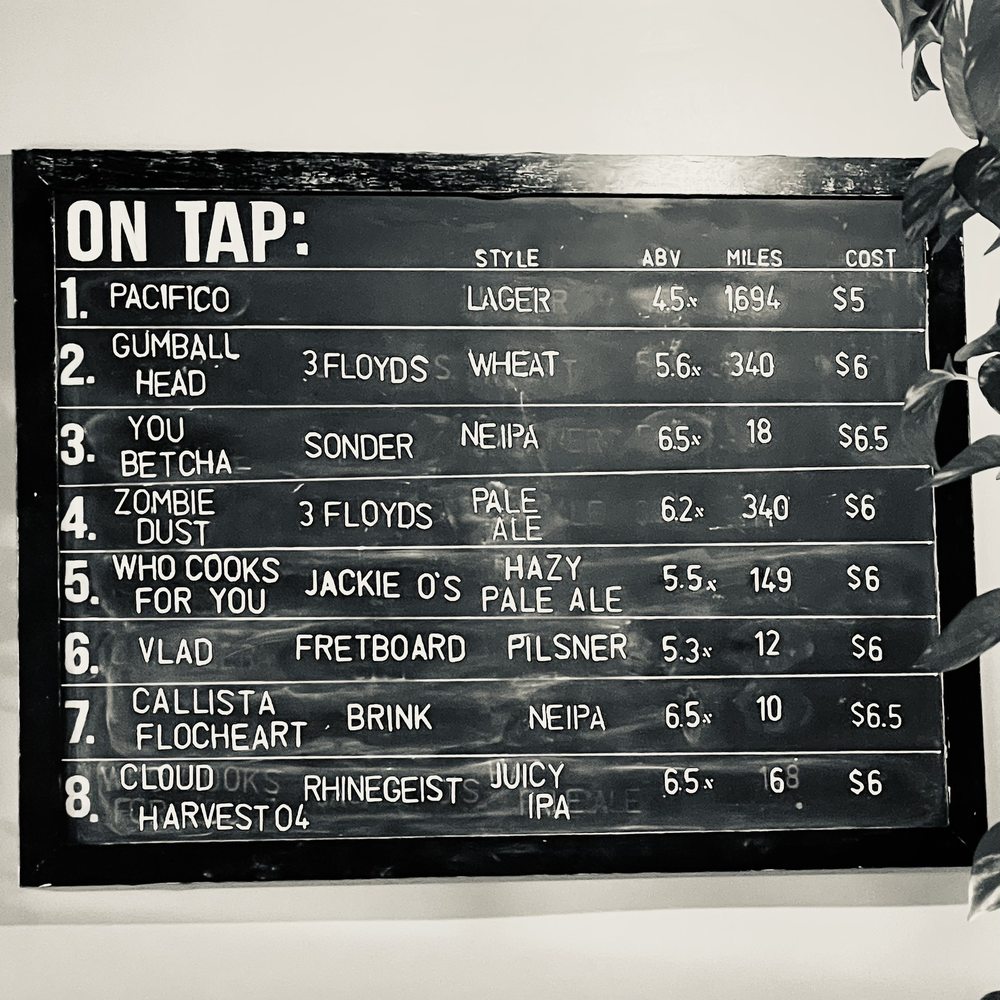 ON TAP:
STYLE ABV MILES COST
1. PACIFICO LAGER 4.5% 1694 $5
2. GUMBALL HEAD 3 FLOYDS WHEAT 5.6% 340 $6
3. YOU BETCHA 
SONDER NEIPA 6.5% 18 $6.5
4. ZOMBIE DUST 3 FLOYDS PALE ALE 6.2% 340 $6
5. WHO COOKS FOR YOU JACKIE O'S HAZY PALE ALE 5.5% 149 $6
6. VLAD FRETBOARD PILSNER 5.3% 12 $6
7. CALLISTA FLOCHEART BRINK NEIPA 6.5% 10 $6.5
8. CLOUD HARVEST 04 RHINEGEIST JUICY IPA 6.5% 6 $6